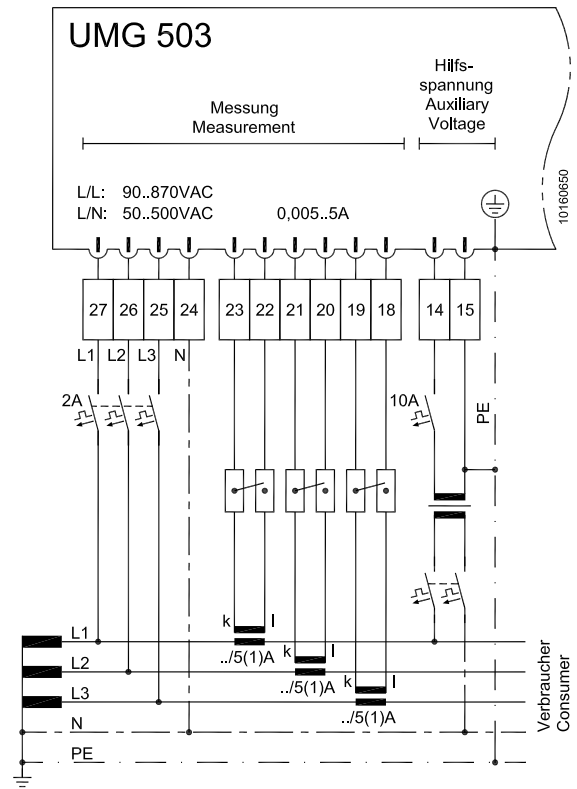 UMG 503
Hilfs-
spannung
Auxiliary
Voltage
Messung
Measurement
L/L: 90..870VAC
L/N: 50..500VAC
0,005..5A
10160650
27 26 25 24 23 22 21 20 19 18 14 15
L1 L2 L3 N
2A
10A
PE
L1
k l
../5(1)A
L2
k l
../5(1)A
L3
k l
../5(1)A
N
PE
Verbraucher
Consumer